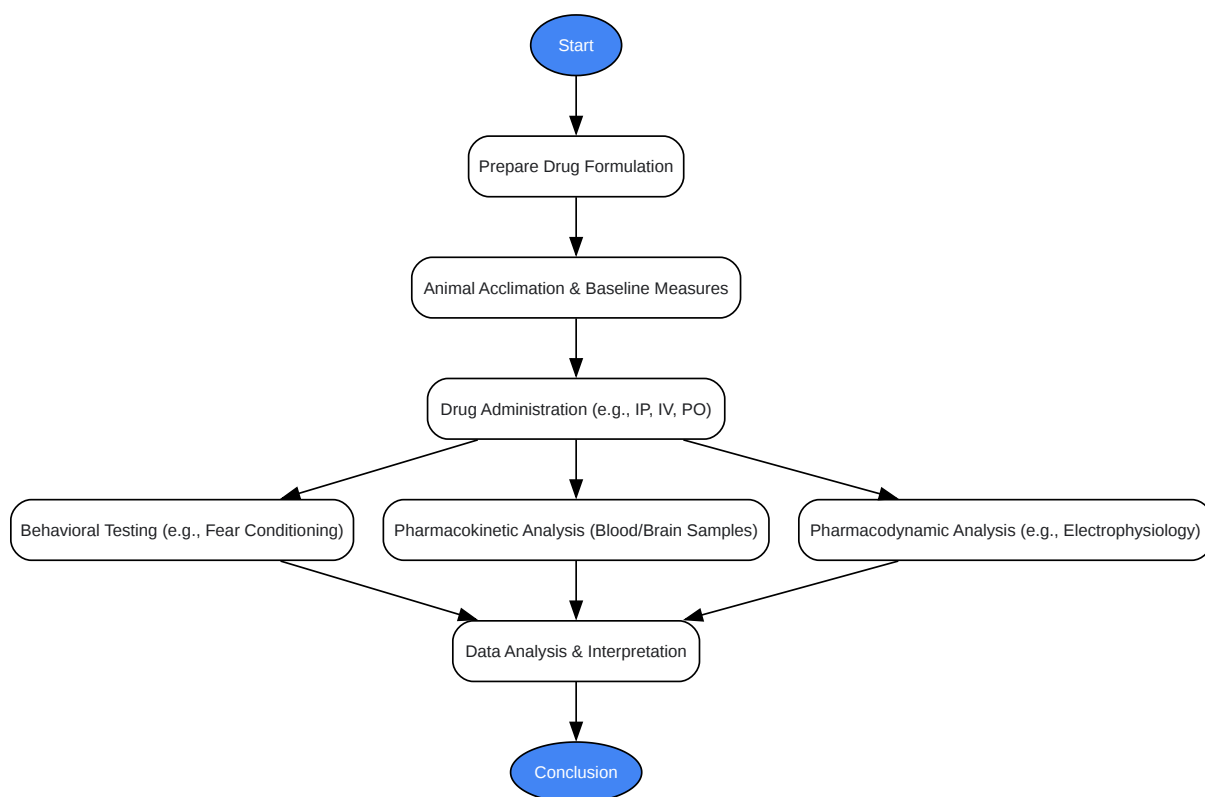 Start
Prepare Drug Formulation
Animal Acclimation & Baseline Measures
Drug Administration (e.g., IP, IV, PO)
Behavioral Testing (e.g., Fear Conditioning)
Pharmacokinetic Analysis (Blood/Brain Samples)
Pharmacodynamic Analysis (e.g., Electrophysiology)
Data Analysis & Interpretation
Conclusion